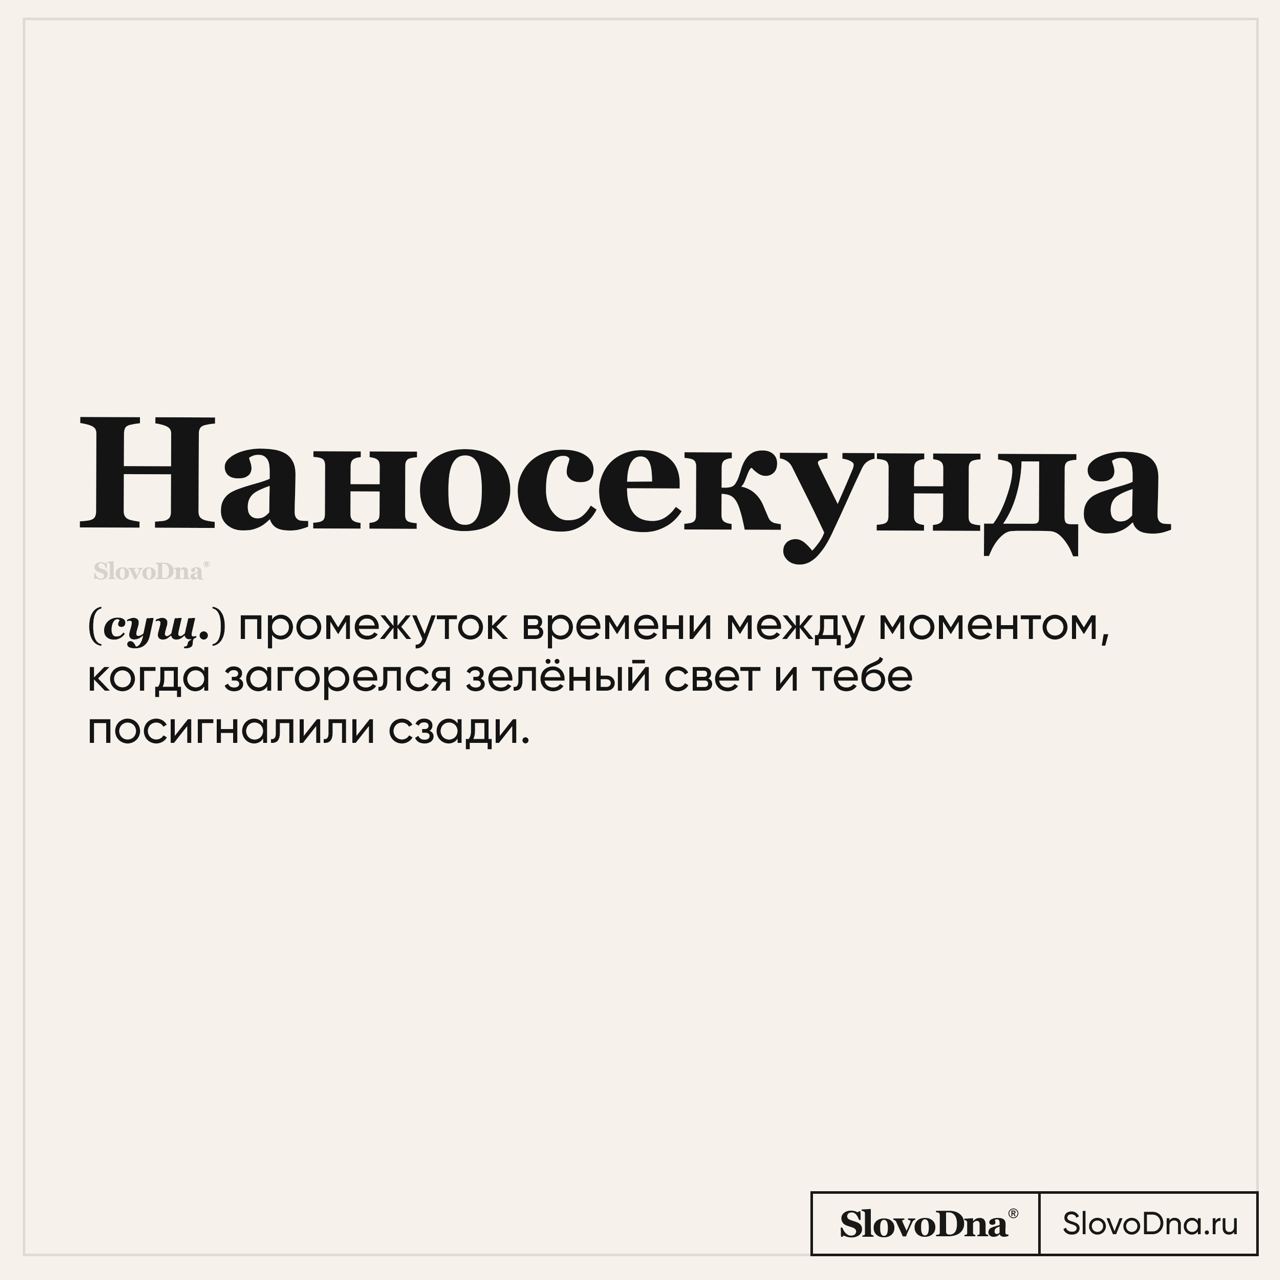 Наносекунда
SlovoDna®
(сущ.) промежуток времени между моментом,
когда загорелся зелёный свет и тебе
посигналили сзади.
SlovoDna® SlovoDna.ru